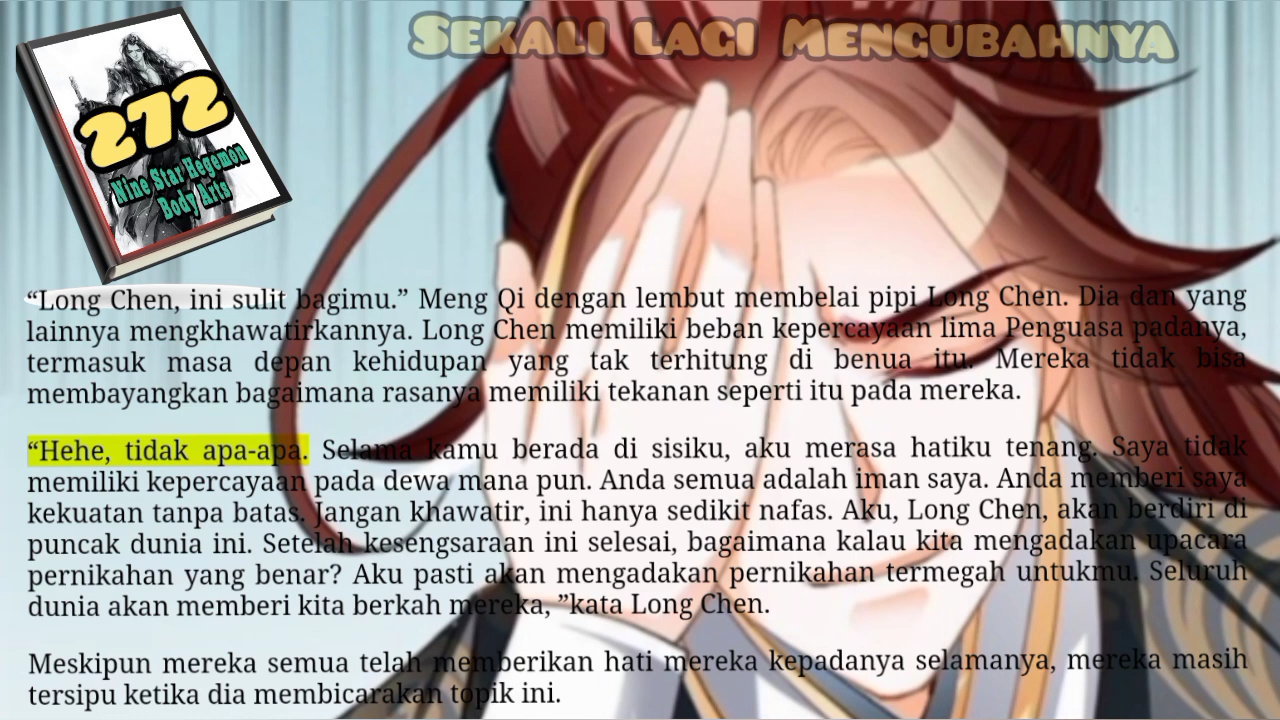 Sekali lagi Mengubahnya
272
Nine Star Hegemon
Body Arts
“Long Chen, ini sulit bagimu.” Meng Qi dengan lembut membelai pipi Long Chen. Dia dan yang
lainnya mengkhawatirkannya. Long Chen memiliki beban kepercayaan lima Penguasa padanya,
termasuk masa depan kehidupan yang tak terhitung di benua itu. Mereka tidak bisa
membayangkan bagaimana rasanya memiliki tekanan seperti itu pada mereka.
“Hehe, tidak apa-apa. Selama kamu berada di sisiku, aku merasa hatiku tenang. Saya tidak
memiliki kepercayaan pada dewa mana pun. Anda semua adalah iman saya. Anda memberi saya
kekuatan tanpa batas. Jangan khawatir, ini hanya sedikit nafas. Aku, Long Chen, akan berdiri di
puncak dunia ini. Setelah kesengsaraan ini selesai, bagaimana kalau kita mengadakan upacara
pernikahan yang benar? Aku pasti akan mengadakan pernikahan termegah untukmu. Seluruh
dunia akan memberi kita berkah mereka, ”kata Long Chen.
Meskipun mereka semua telah memberikan hati mereka kepadanya selamanya, mereka masih
tersipu ketika dia membicarakan topik ini.